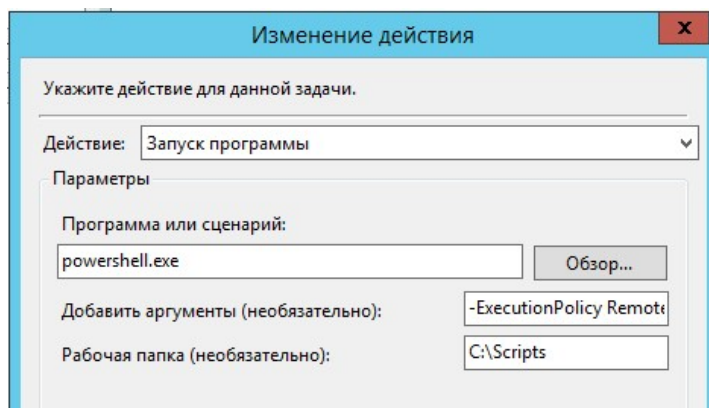 Изменение действия
x
Укажите действие для данной задачи.
Действие: Запуск программы
Параметры
Программа или сценарий:
powershell.exe Обзор...
Добавить аргументы (необязательно): -ExecutionPolicy Remote
Рабочая папка (необязательно): C:\Scripts